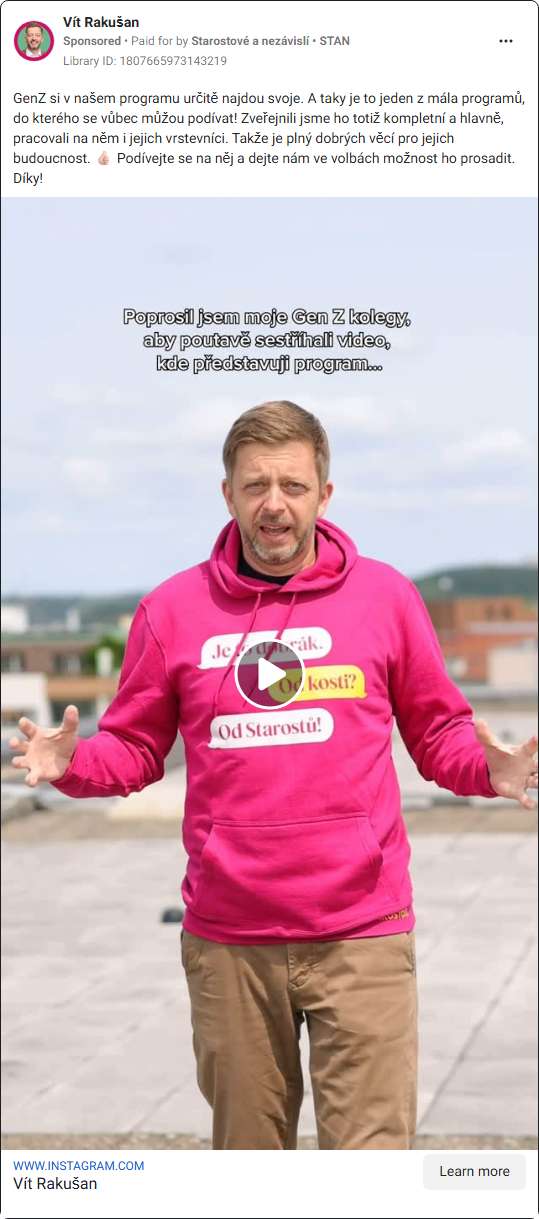 Vít Rakušan
Sponsored • Paid for by Starostové a nezávislí • STAN
Library ID: 1807665973143219
GenZ si v našem programu určitě najdou svoje. A taky je to jeden z mála programů,
do kterého se vůbec můžou podívat! Zveřejnili jsme ho totiž kompletní a hlavně,
pracovali na něm i jejich vrstevníci. Takže je plný dobrých věcí pro jejich
budoucnost. 👍🏻 Podívejte se na něj a dejte nám ve volbách možnost ho prosadit.
Díky!
Poprosil jsem moje Gen Z kolegy,
aby poutavě sestříhali video,
kde představuji program...
Je to dobrák.
Od kosti?
Od Starostů!
WWW.INSTAGRAM.COM
Vít Rakušan
Learn more